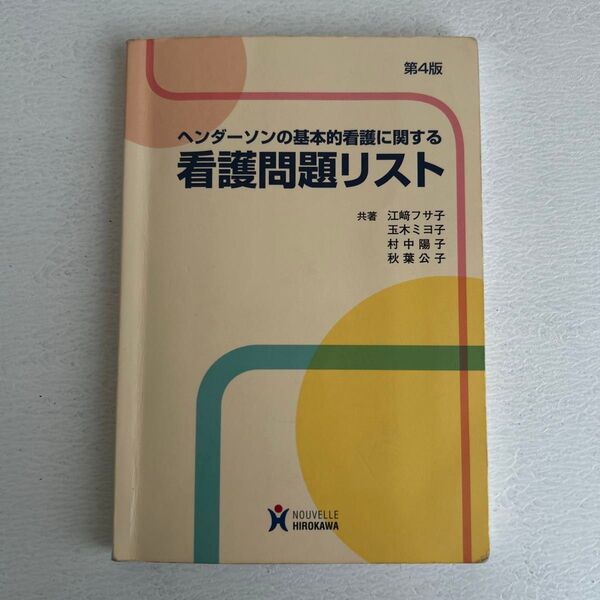 第4版
ヘンダーソンの基本的看護に関する
看護問題リスト
共著 江﨑フサ子
玉木ミヨ子
村中陽子
秋葉公子
NOUVELLE
HIROKAWA